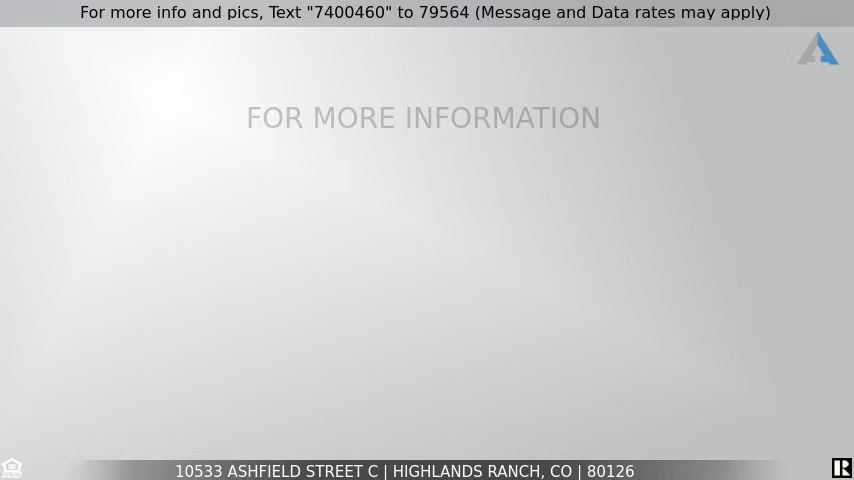 For more info and pics, Text "7400460" to 79564 (Message and Data rates may apply)
FOR MORE INFORMATION
10533 ASHFIELD STREET C | HIGHLANDS RANCH, CO | 80126